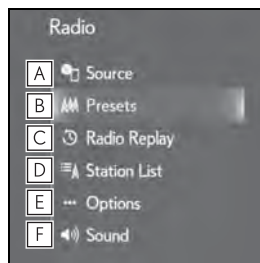 Radio
A Source
B Presets
C Radio Replay
D Station List
E Options
F Sound